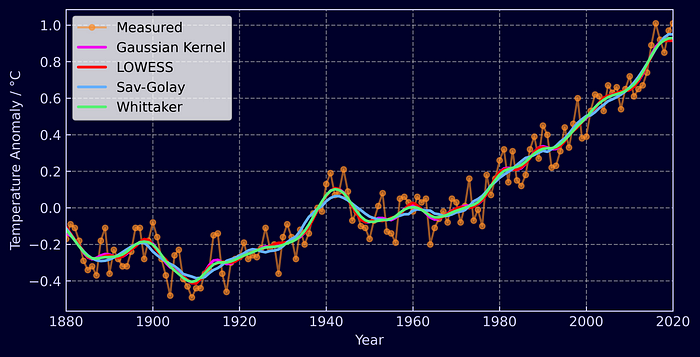 1.0
0.8
0.6
0.4
0.2
0.0
−0.2
−0.4
Temperature Anomaly / °C
Measured
Gaussian Kernel
LOWESS
Sav-Golay
Whittaker
1880 1900 1920 1940 1960 1980 2000 2020
Year